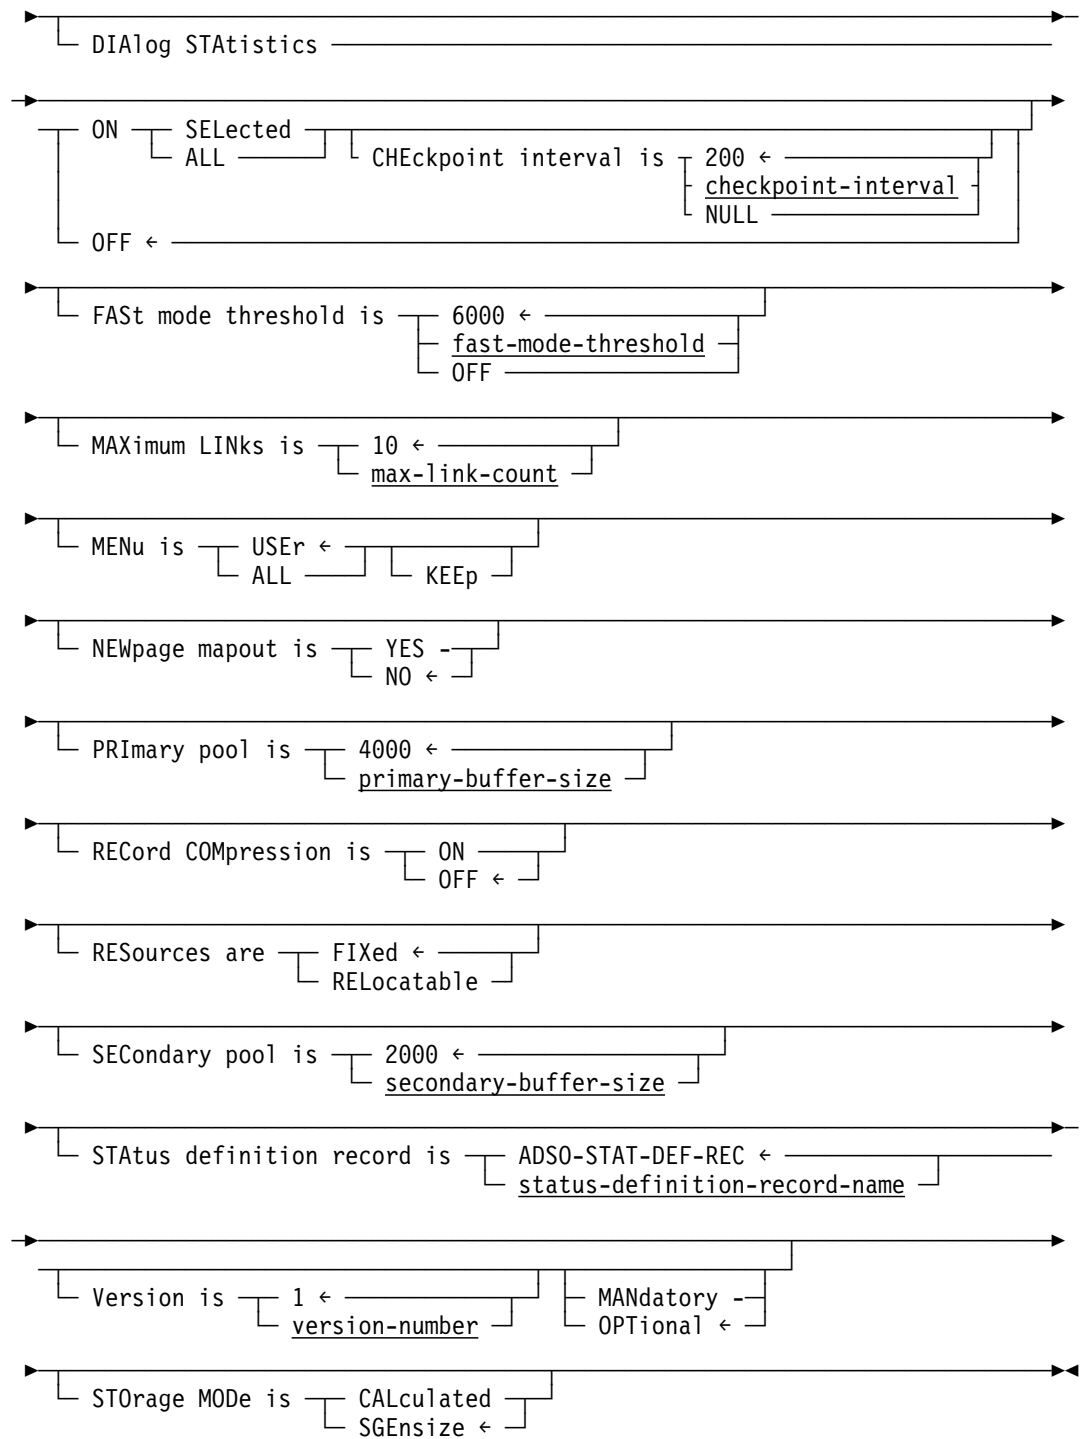 DIAlog STAtistics
ON SELected
ALL
CHEckpoint interval is 200 ←
checkpoint-interval
NULL
OFF ←
FASt mode threshold is 6000 ←
fast-mode-threshold
OFF
MAXimum LINks is 10 ←
max-link-count
MENu is USEr ←
ALL
KEEp
NEWpage mapout is YES
NO ←
PRImary pool is 4000 ←
primary-buffer-size
RECord COMpression is ON
OFF ←
RESources are FIXed ←
RELocatable
SECondary pool is 2000 ←
secondary-buffer-size
STAtus definition record is ADSO-STAT-DEF-REC ←
status-definition-record-name
Version is 1 ←
version-number
MANdatory
OPTional ←
STOrage MODe is CALculated
SGEnsize ←